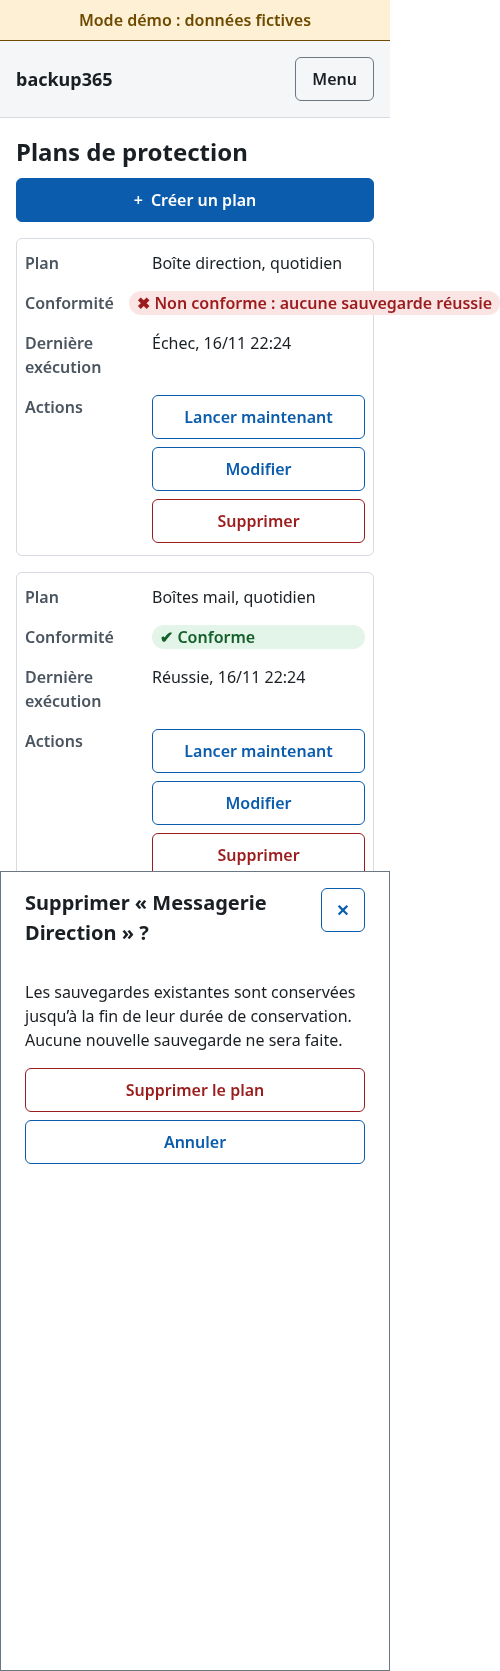 Mode démo : données fictives
backup365
Menu
Plans de protection
+ Créer un plan
Plan
Boîte direction, quotidien
Conformité
✖ Non conforme : aucune sauvegarde réussie
Dernière
exécution
Échec, 16/11 22:24
Actions
Lancer maintenant
Modifier
Supprimer
Plan
Boîtes mail, quotidien
Conformité
✔ Conforme
Dernière
exécution
Réussie, 16/11 22:24
Actions
Lancer maintenant
Modifier
Supprimer
Supprimer « Messagerie
Direction » ?
✕
Les sauvegardes existantes sont conservées
jusqu’à la fin de leur durée de conservation.
Aucune nouvelle sauvegarde ne sera faite.
Supprimer le plan
Annuler